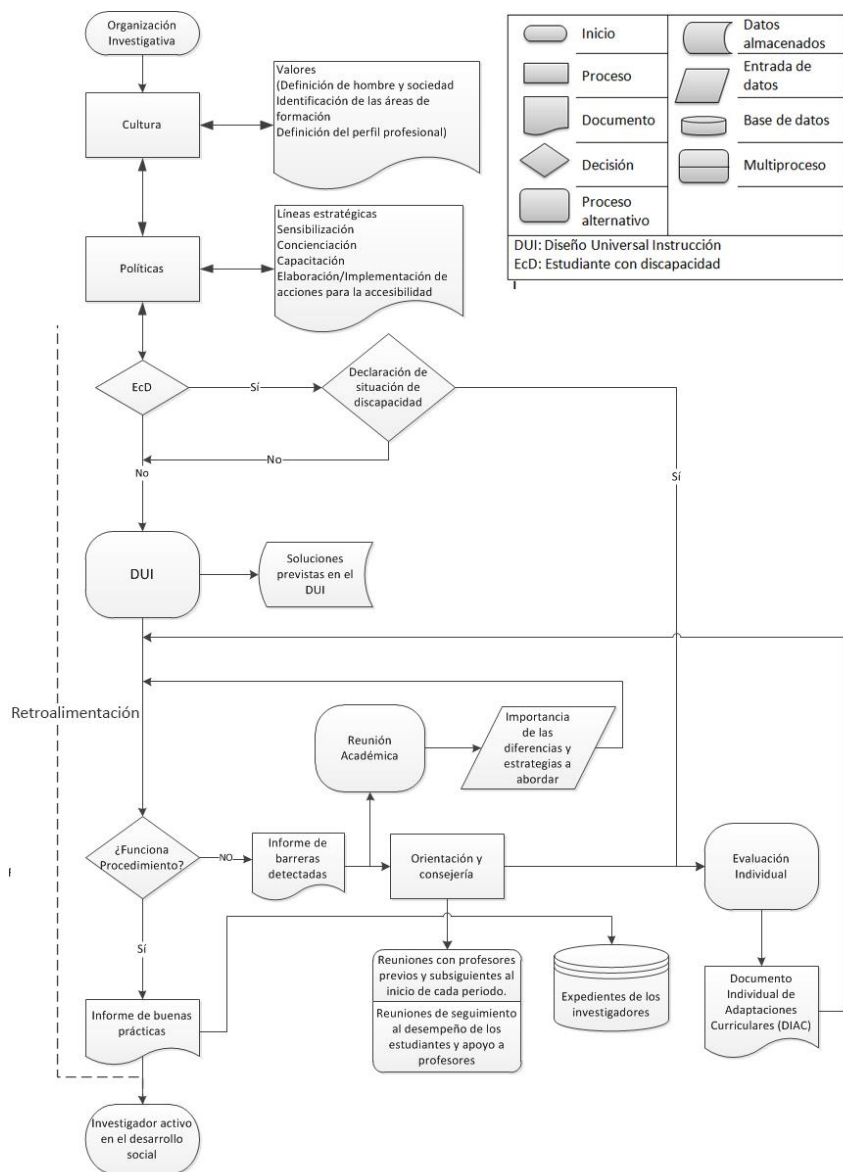 Organización
Investigativa
Cultura
Valores
(Definición de hombre y sociedad
Identificación de las áreas de
formación
Definición del perfil profesional)
Políticas
Líneas estratégicas
Sensibilización
Concienciación
Capacitación
Elaboración/Implementación de
acciones para la accesibilidad
Inicio
Proceso
Documento
Decisión
Proceso
alternativo
Datos
almacenados
Entrada de
datos
Base de datos
Multiproceso
DUI: Diseño Universal Instrucción
EcD: Estudiante con discapacidad
EcD
Sí
Declaración de
situación de
discapacidad
No
No
Sí
DUI
Soluciones
previstas en el
DUI
Retroalimentación
Reunión
Académica
Importancia
de las
diferencias y
estrategias a
abordar
¿Funciona
Procedimiento?
NO
Informe de
barreras
detectadas
Orientación y
consejería
Evaluación
Individual
Sí
Reuniones con profesores
previos y subsiguientes al
inicio de cada periodo.
Reuniones de seguimiento
al desempeño de los
estudiantes y apoyo a
profesores
Expedientes de los
investigadores
Documento
Individual de
Adaptaciones
Curriculares (DIAC)
Informe de buenas
prácticas
Investigador activo
en el desarrollo
social